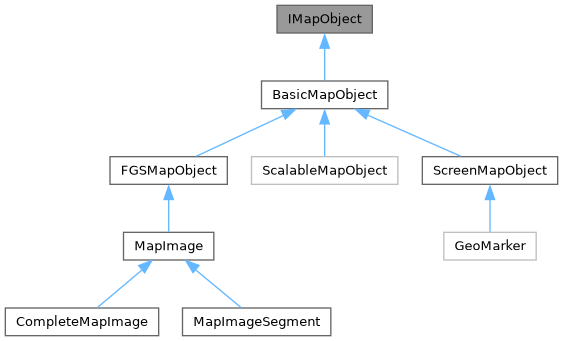 IMapObject
BasicMapObject
FGSMapObject
ScalableMapObject
ScreenMapObject
MapImage
GeoMarker
CompleteMapImage
MapImageSegment